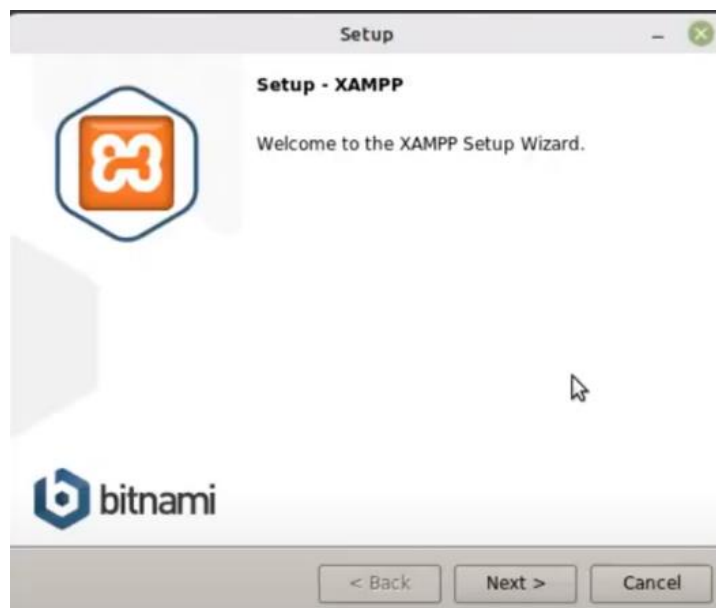 Setup
Setup - XAMPP
Welcome to the XAMPP Setup Wizard.
bitnami
< Back
Next >
Cancel